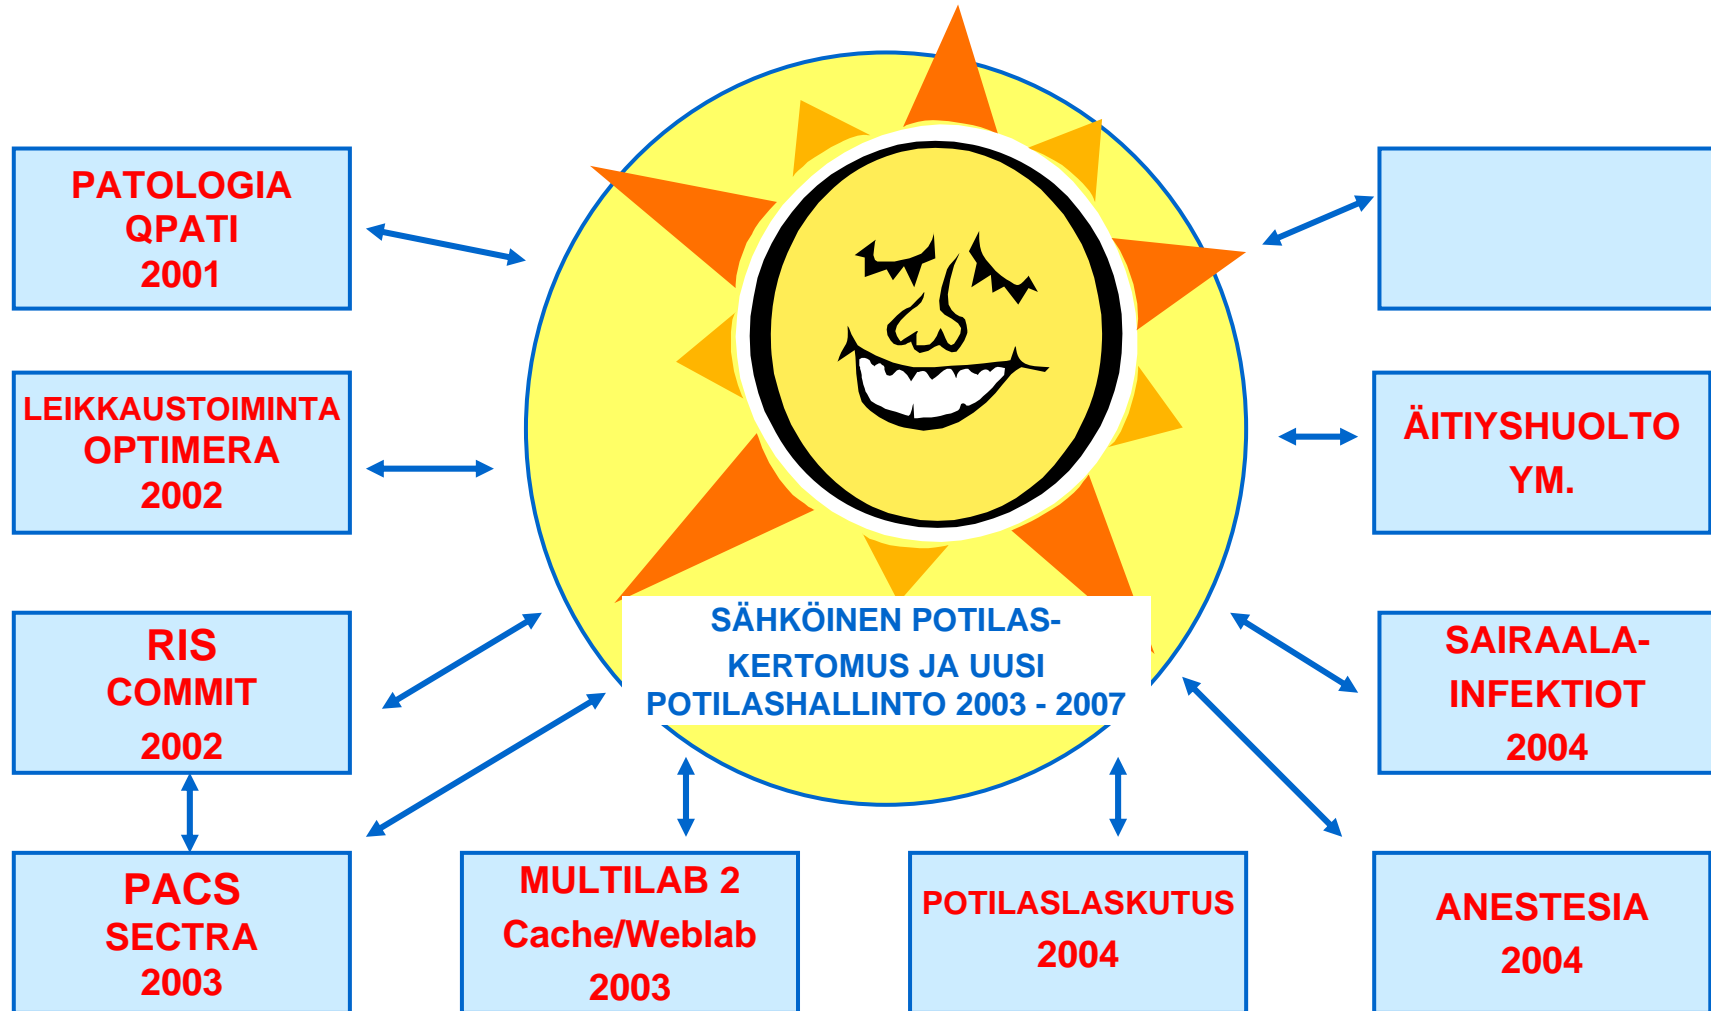 PATOLOGIA
QPATI
2001
LEIKKAUSTOIMINTA
OPTIMERA
2002
RIS
COMMIT
2002
PACS
SECTRA
2003
MULTILAB 2
Cache/Weblab
2003
SÄHKÖINEN POTILAS-
KERTOMUS JA UUSI
POTILASHALLINTO 2003 - 2007
POTILASLASKUTUS
2004
ÄITIYSHUOLTO
YM.
SAIRAALA-
INFEKTIOT
2004
ANESTESIA
2004